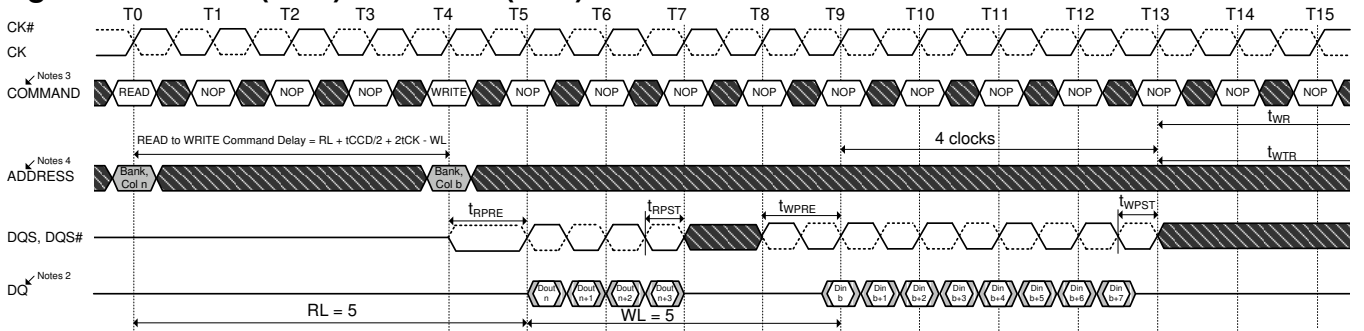 T0 T1 T2 T3 T4 T5 T6 T7 T8 T9 T10 T11 T12 T13 T14 T15
CK#
CK
Notes 3
COMMAND
READ NOP NOP NOP WRITE NOP NOP NOP NOP NOP NOP NOP NOP NOP NOP NOP
tWR
READ to WRITE Command Delay = RL + tCCD/2 + 2tCK - WL
4 clocks
tWTR
Notes 4
ADDRESS
Bank, Col n
Bank, Col b
tRPRE tRPST tWPRE tWPST
DQS, DQS#
Notes 2
DQ
Dout n Dout n+1 Dout n+2 Dout n+3 Din b Din b+1 Din b+2 Din b+3 Din b+4 Din b+5 Din b+6 Din b+7
RL = 5 WL = 5